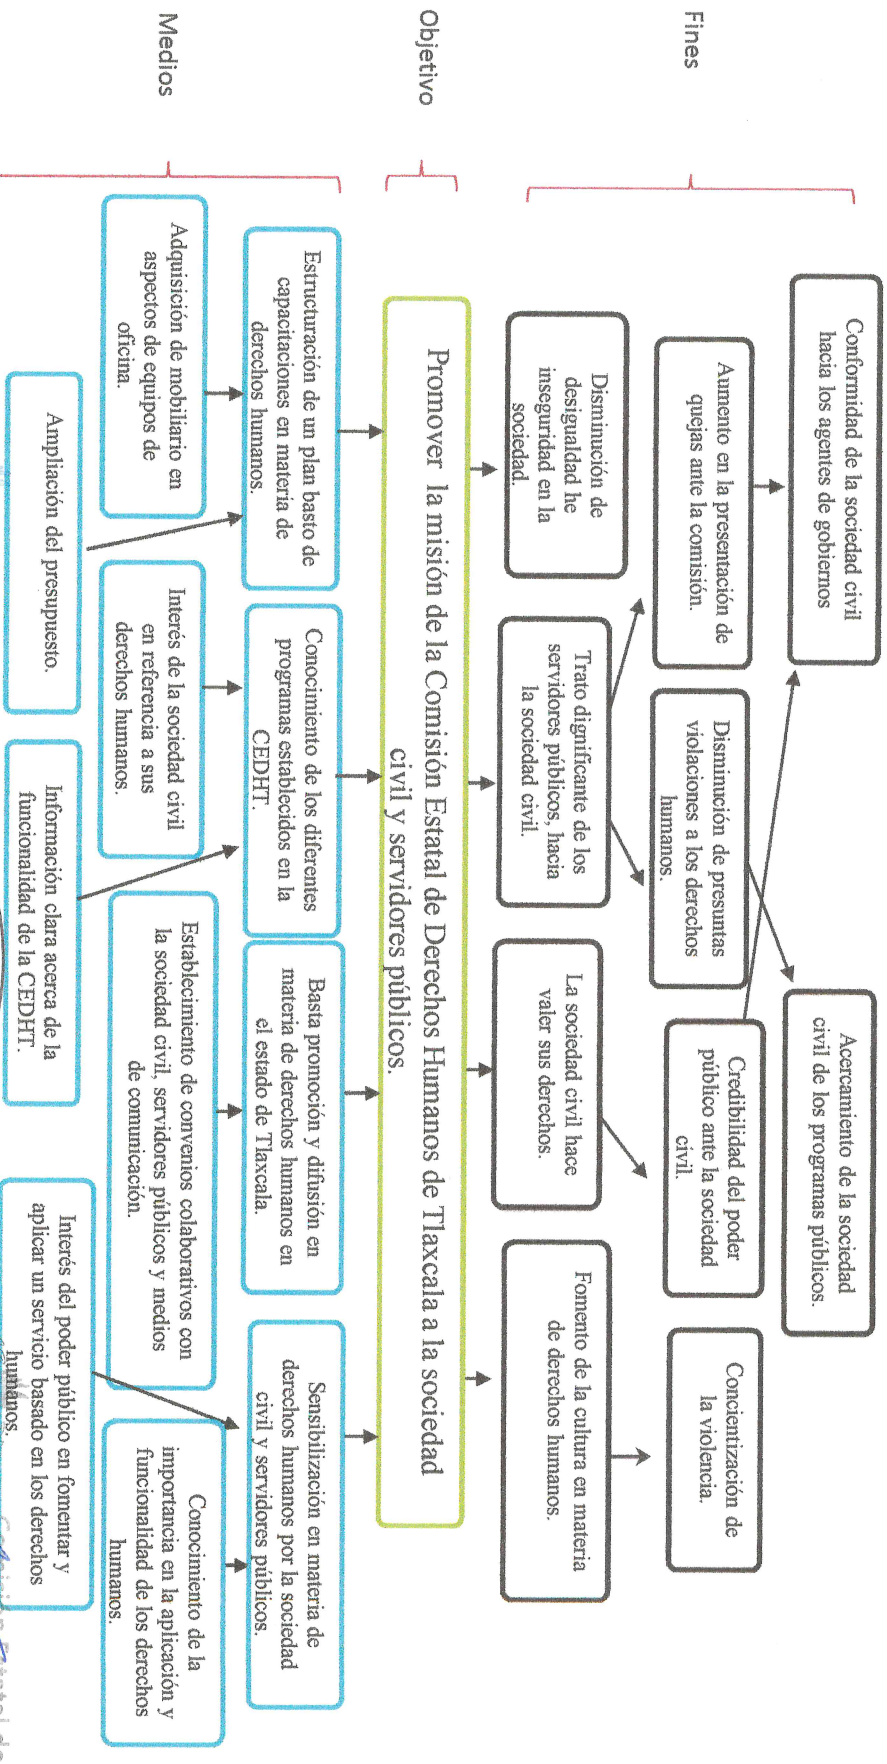 Fines
Conformidad de la sociedad civil
hacia los agentes de gobiernos
Acercamiento de la sociedad
civil de los programas públicos.
Aumento en la presentación de
quejas ante la comisión.
Disminución de presuntas
violaciones a los derechos
humanos.
Credibilidad del poder
público ante la sociedad
civil.
Concientización de
la violencia.
Disminución de
desigualdad he
inseguridad en la
sociedad.
Trato dignificante de los
servidores públicos, hacia
la sociedad civil.
La sociedad civil hace
valer sus derechos.
Fomento de la cultura en materia
de derechos humanos.
Objetivo
Promover la misión de la Comisión Estatal de Derechos Humanos de Tlaxcala a la sociedad
civil y servidores públicos.
Medios
Estructuración de un plan basto de
capacitaciones en materia de
derechos humanos.
Conocimiento de los diferentes
programas establecidos en la
CEDHT.
Basta promoción y difusión en
materia de derechos humanos en
el estado de Tlaxcala.
Sensibilización en materia de
derechos humanos por la sociedad
civil y servidores públicos.
Adquisición de mobiliario en
aspectos de equipos de
oficina.
Interés de la sociedad civil
en referencia a sus
derechos humanos.
Establecimiento de convenios colaborativos con
la sociedad civil, servidores públicos y medios
de comunicación.
Conocimiento de la
importancia en la aplicación y
funcionalidad de los derechos
humanos.
Ampliación del presupuesto.
Información clara acerca de la
funcionalidad de la CEDHT.
Interés del poder público en fomentar y
aplicar un servicio basado en los derechos
humanos.